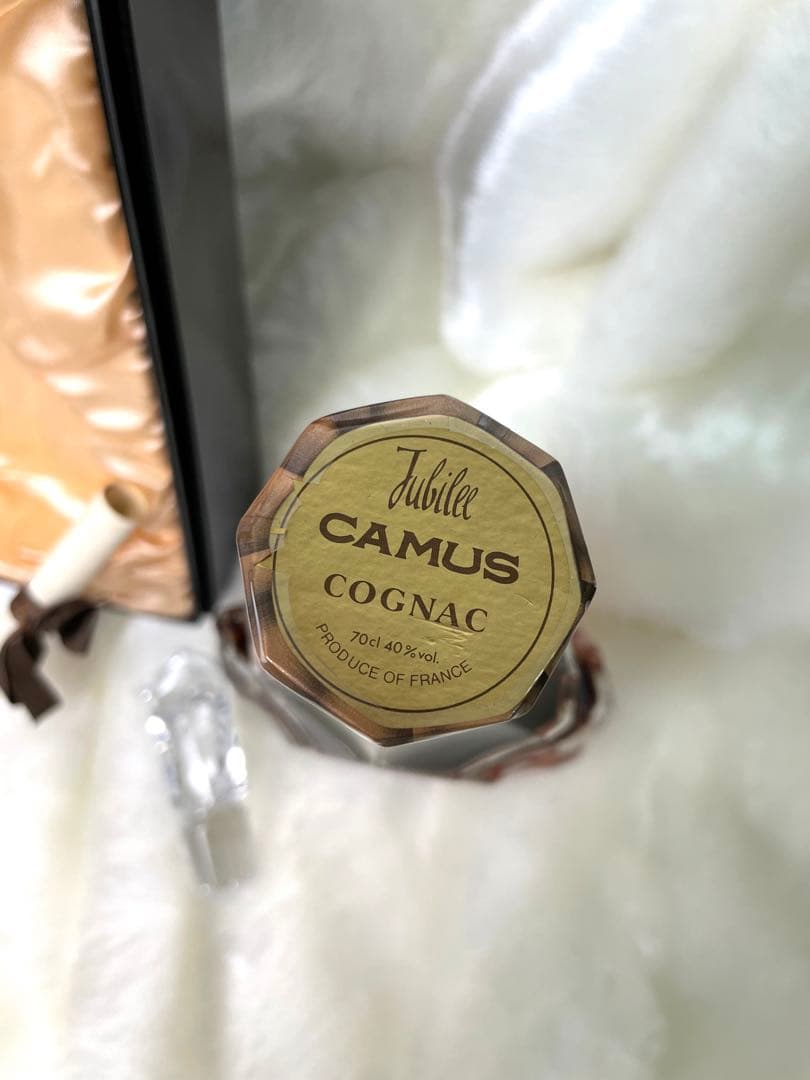 Jubilee
CAMUS
COGNAC
70cl 40%vol.
PRODUCE OF FRANCE